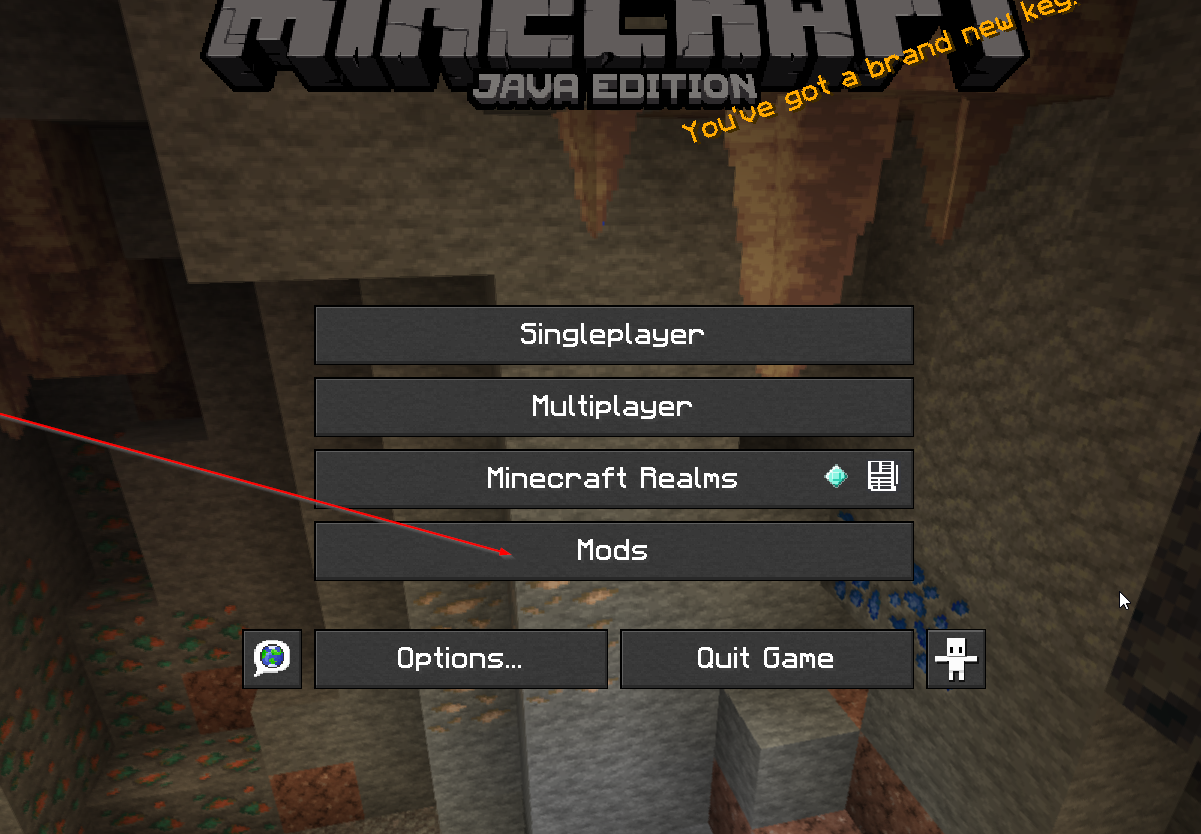 MINECRAFT
JAVA EDITION
You've got a brand new key!
Singleplayer
Multiplayer
Minecraft Realms
Mods
Options...
Quit Game